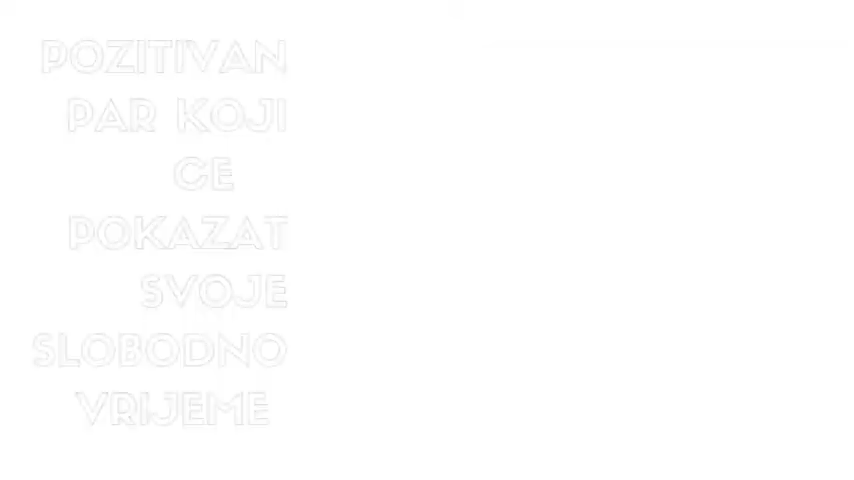 POZITIVAN
PAR KOJI
CE
POKAZAT
SVOJE
SLOBODNO
VRIJEME